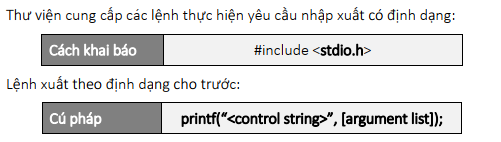 Thư viện cung cấp các lệnh thực hiện yêu cầu nhập xuất có định dạng:
Cách khai báo #include <stdio.h>
Lệnh xuất theo định dạng cho trước:
Cú pháp printf(“<control string>”, [argument list]);